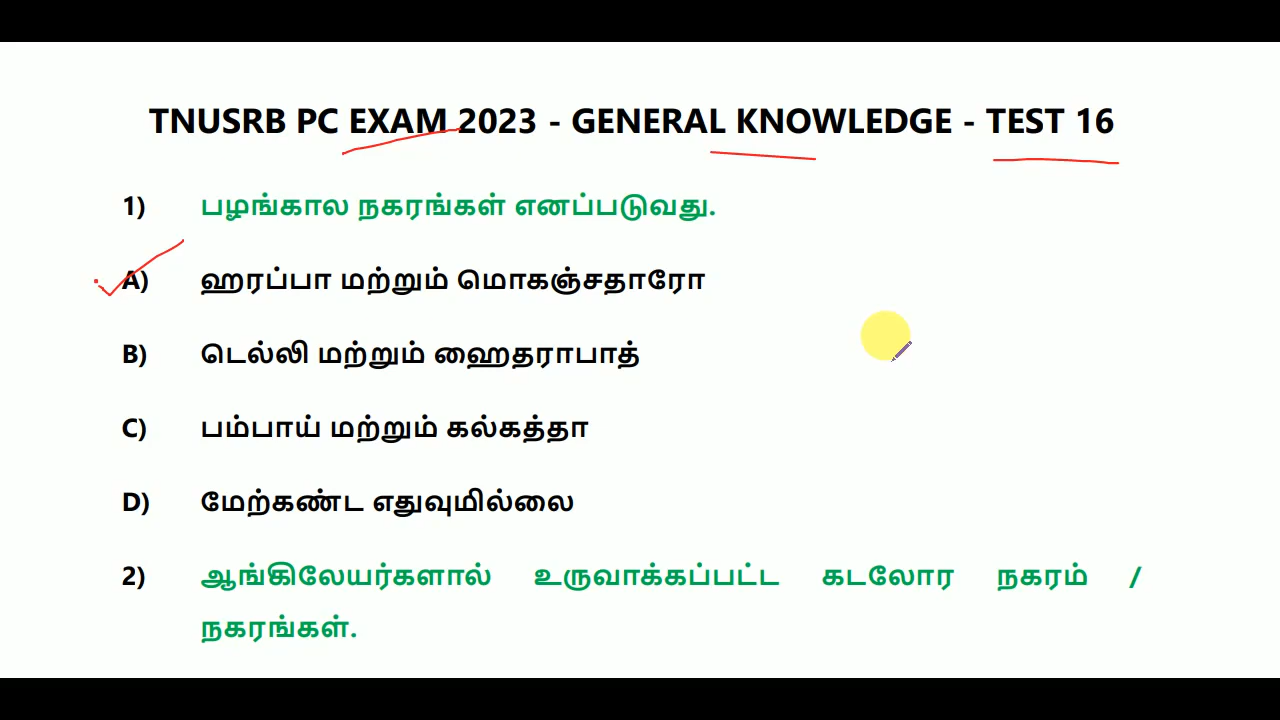 TNUSRB PC EXAM 2023 - GENERAL KNOWLEDGE - TEST 16
1) பழங்கால நகரங்கள் எனப்படுவது.
A) ஹரப்பா மற்றும் மொகஞ்சதாரோ
B) டெல்லி மற்றும் ஹைதராபாத்
C) பம்பாய் மற்றும் கல்கத்தா
D) மேற்கண்ட எதுவுமில்லை
2) ஆங்கிலேயர்களால் உருவாக்கப்பட்ட கடலோர நகரம் /
நகரங்கள்.